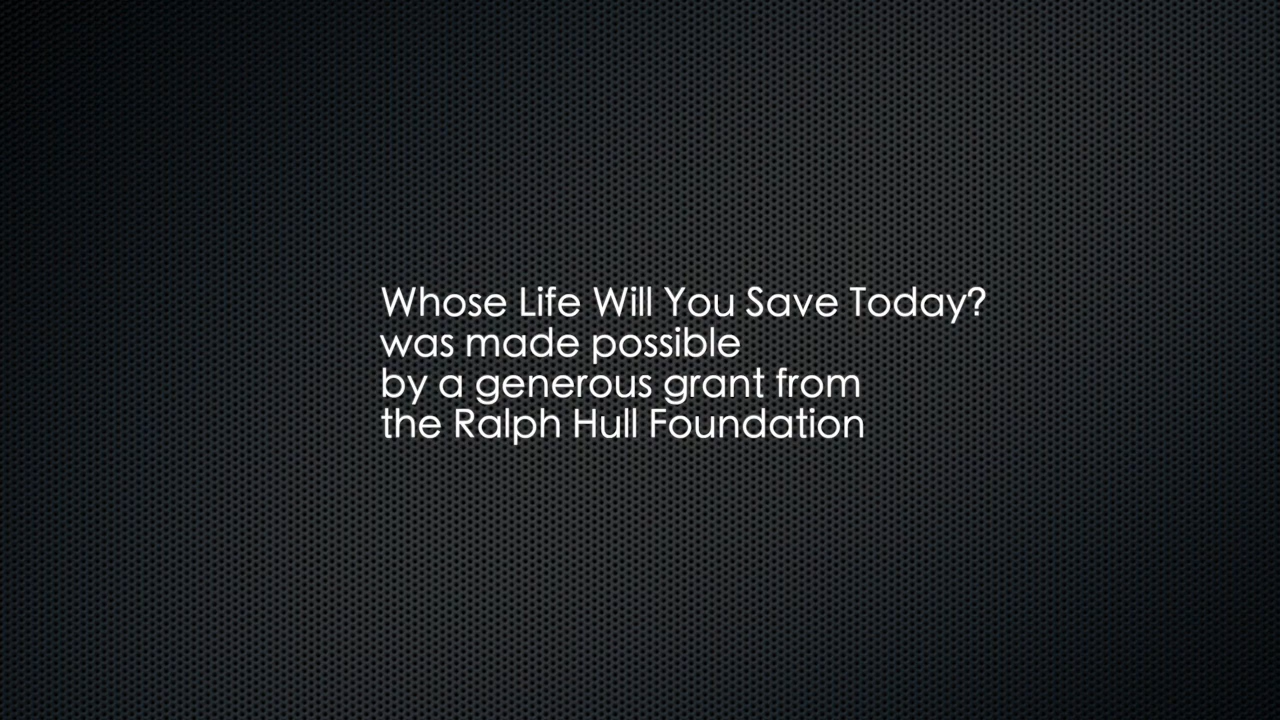 Whose Life Will You Save Today?
was made possible
by a generous grant from
the Ralph Hull Foundation